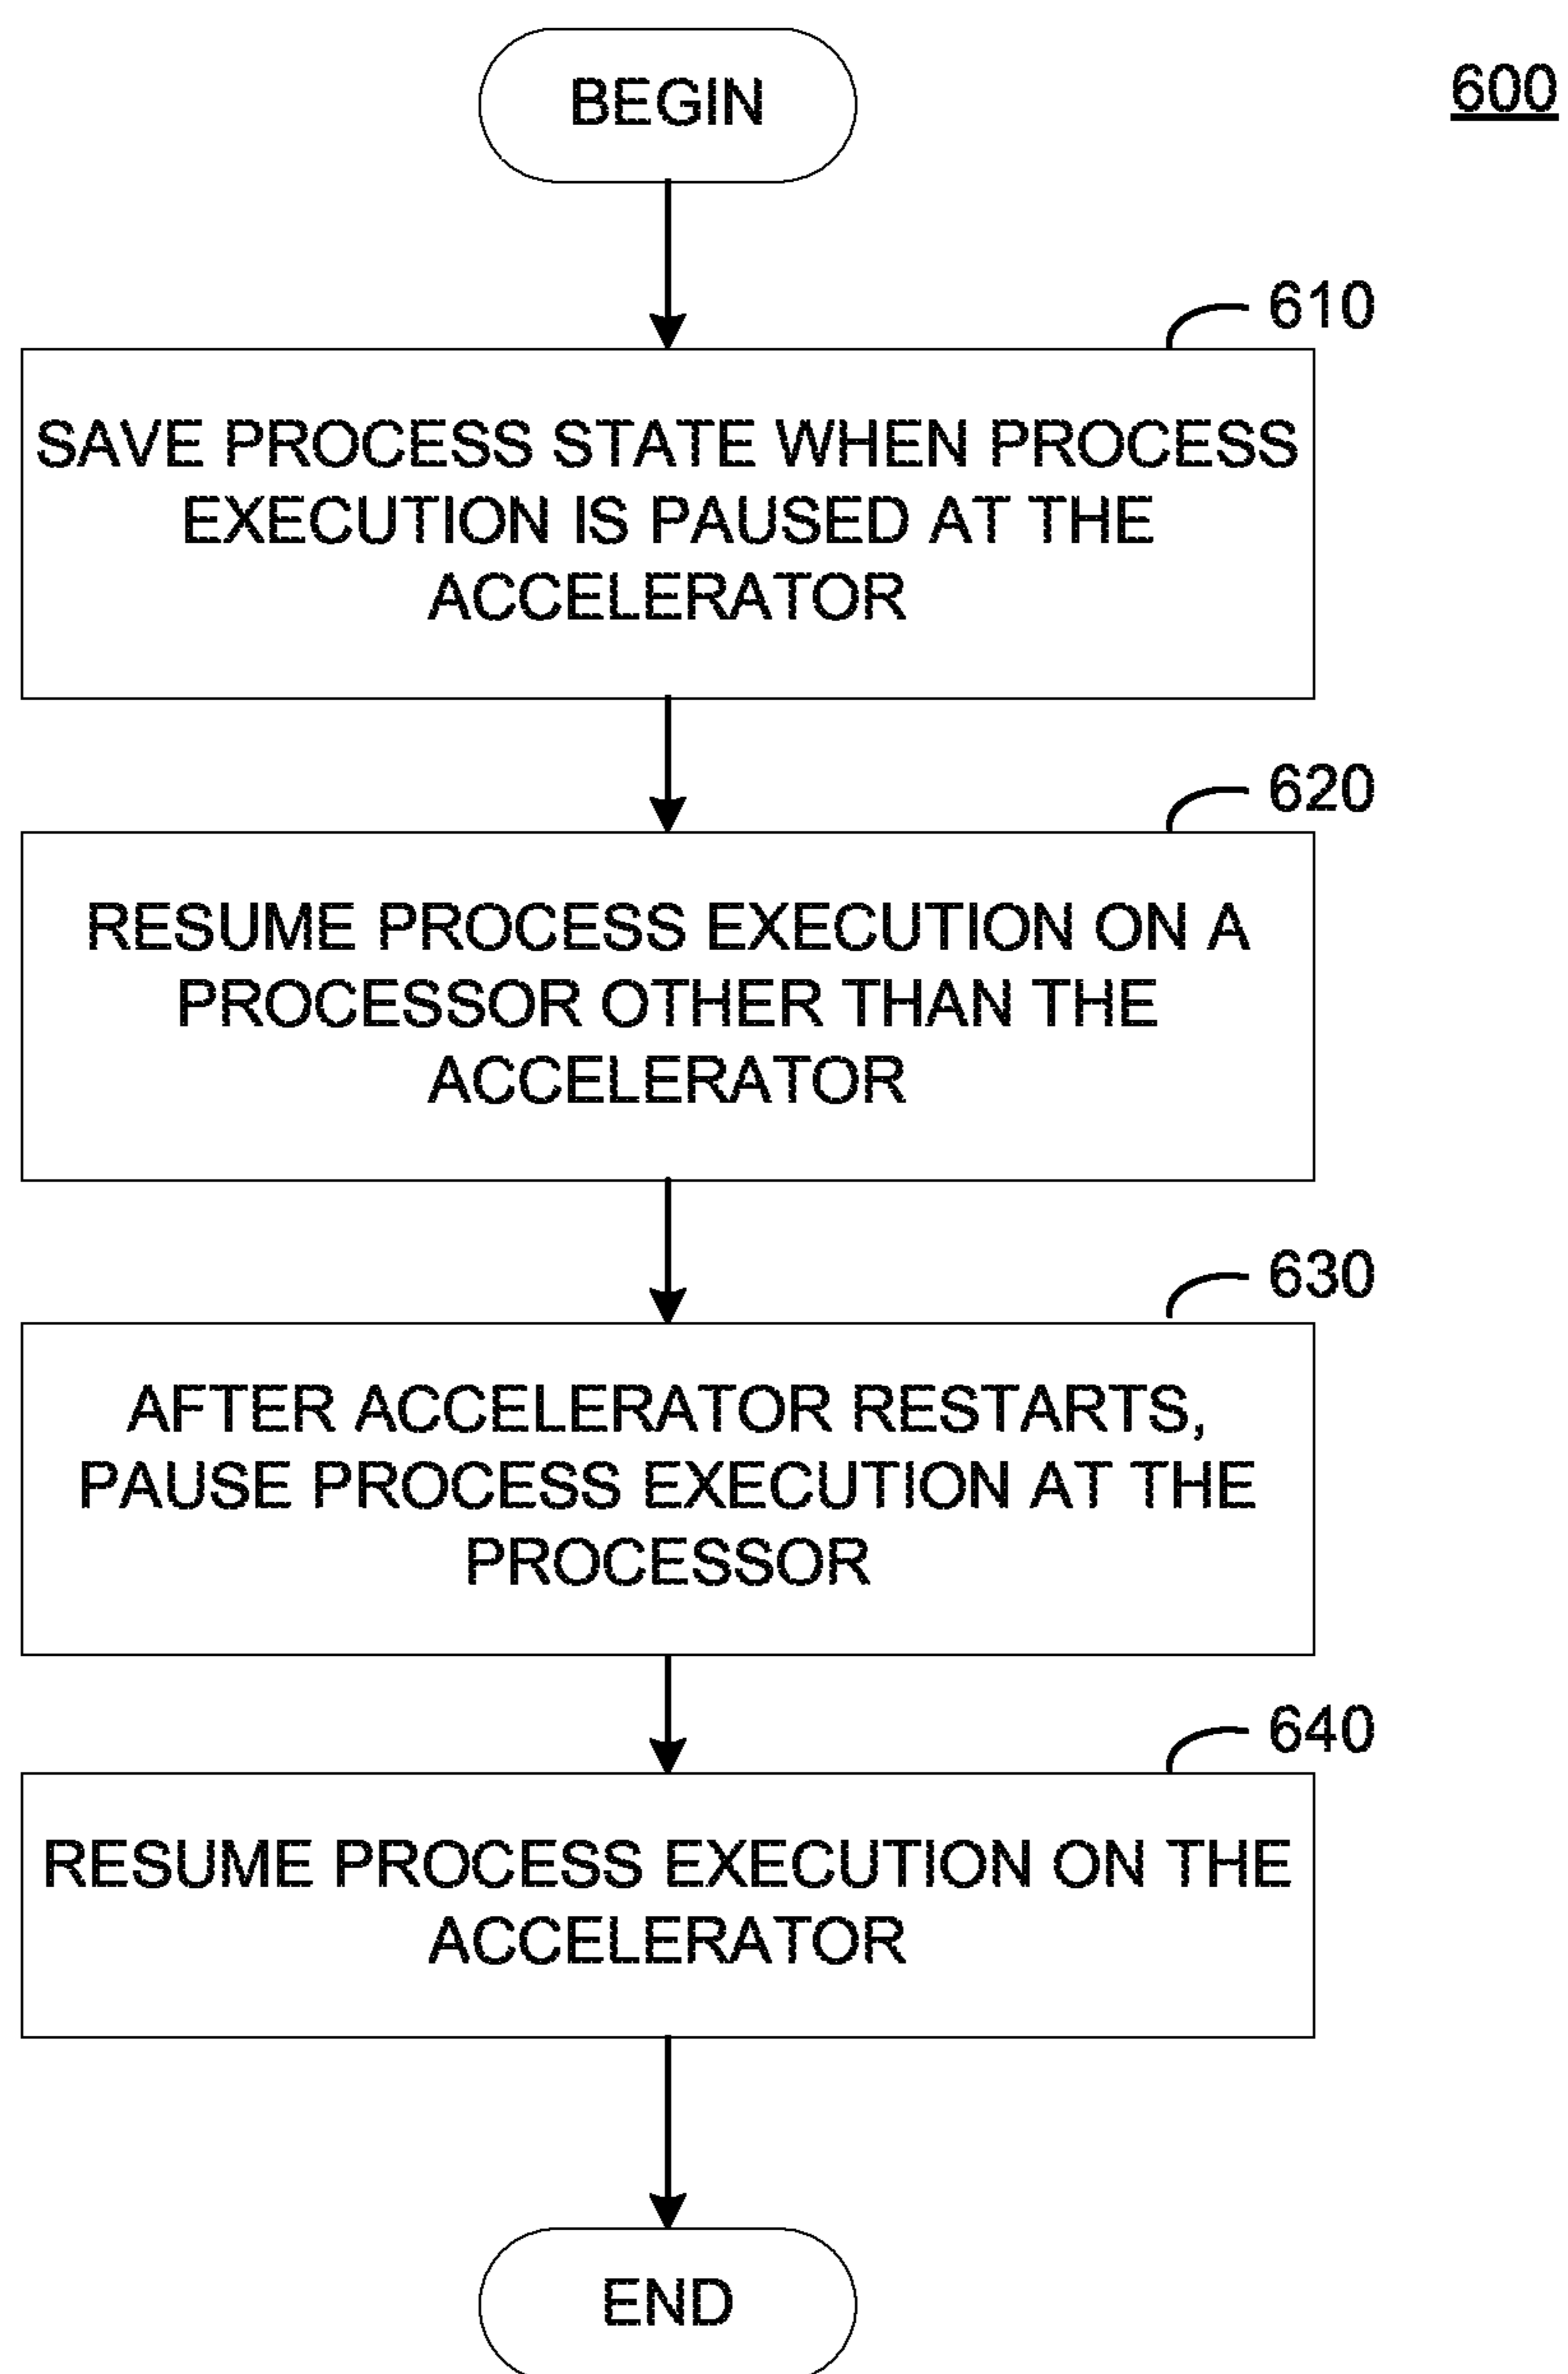 BEGIN
600
610
SAVE PROCESS STATE WHEN PROCESS
EXECUTION IS PAUSED AT THE
ACCELERATOR
620
RESUME PROCESS EXECUTION ON A
PROCESSOR OTHER THAN THE
ACCELERATOR
630
AFTER ACCELERATOR RESTARTS,
PAUSE PROCESS EXECUTION AT THE
PROCESSOR
640
RESUME PROCESS EXECUTION ON THE
ACCELERATOR
END